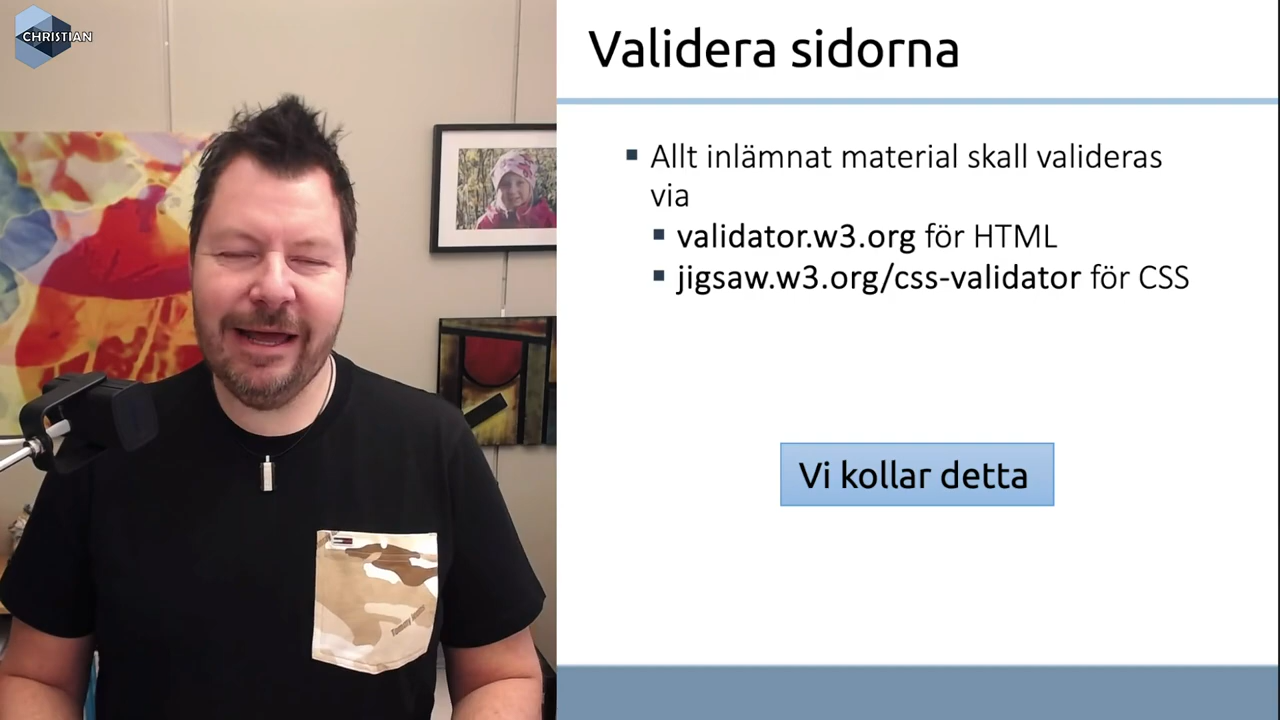 CHRISTIAN
Validera sidorna
Allt inlämnat material skall valideras
via
validator.w3.org för HTML
jigsaw.w3.org/css-validator för CSS
Vi kollar detta